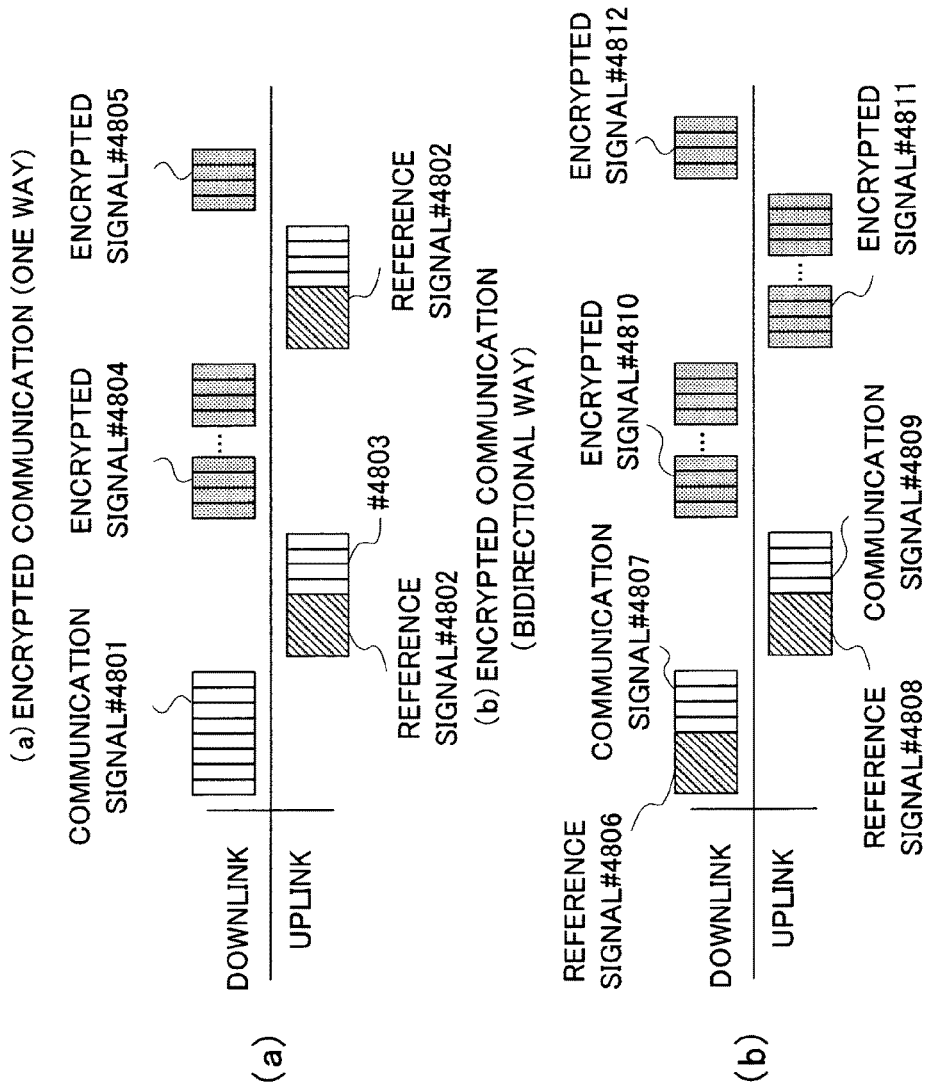 (a) ENCRYPTED COMMUNICATION (ONE WAY)
(a)
COMMUNICATION
SIGNAL#4801
ENCRYPTED
SIGNAL#4804
ENCRYPTED
SIGNAL#4805
DOWNLINK
UPLINK
REFERENCE
SIGNAL#4802
#4803
REFERENCE
SIGNAL#4802
(b) ENCRYPTED COMMUNICATION
(BIDIRECTIONAL WAY)
(b)
REFERENCE
SIGNAL#4806
COMMUNICATION
SIGNAL#4807
ENCRYPTED
SIGNAL#4810
ENCRYPTED
SIGNAL#4812
DOWNLINK
UPLINK
REFERENCE
SIGNAL#4808
COMMUNICATION
SIGNAL#4809
ENCRYPTED
SIGNAL#4811